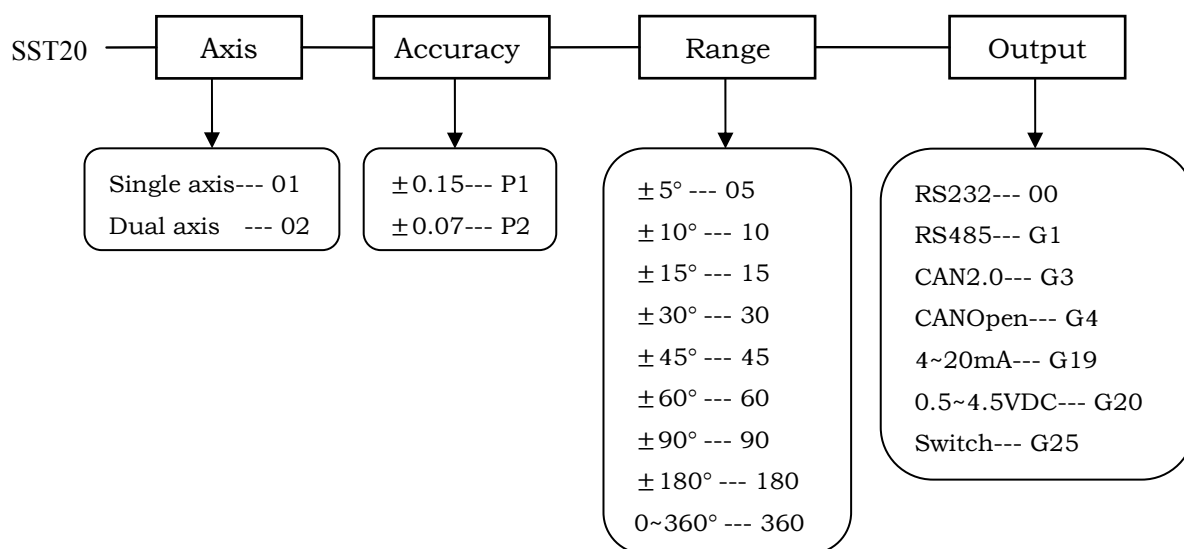 SST20
Axis
Accuracy
Range
Output
Single axis--- 01
Dual axis --- 02
±0.15--- P1
±0.07--- P2
±5° --- 05
±10° --- 10
±15° --- 15
±30° --- 30
±45° --- 45
±60° --- 60
±90° --- 90
±180° --- 180
0~360° --- 360
RS232--- 00
RS485--- G1
CAN2.0--- G3
CANOpen--- G4
4~20mA--- G19
0.5~4.5VDC--- G20
Switch--- G25